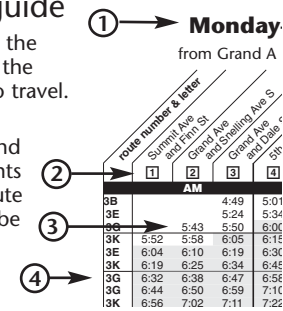 guide
the
the
o travel.
nd
nts
ute
be
1 Monday-
from Grand A
route number & letter
Summit Ave and Finn St
Grand Ave and Snelling Ave S
Grand Ave and Dale S
5th
2 1 2 3 4
AM
3B 4:49 5:01
3E 5:24 5:34
3 3G 5:43 5:50 6:00
3K 5:52 5:58 6:05 6:15
3E 6:04 6:10 6:19 6:30
3K 6:19 6:25 6:34 6:45
4 3G 6:32 6:38 6:47 6:58
3G 6:44 6:50 6:59 7:10
3K 6:56 7:02 7:11 7:22